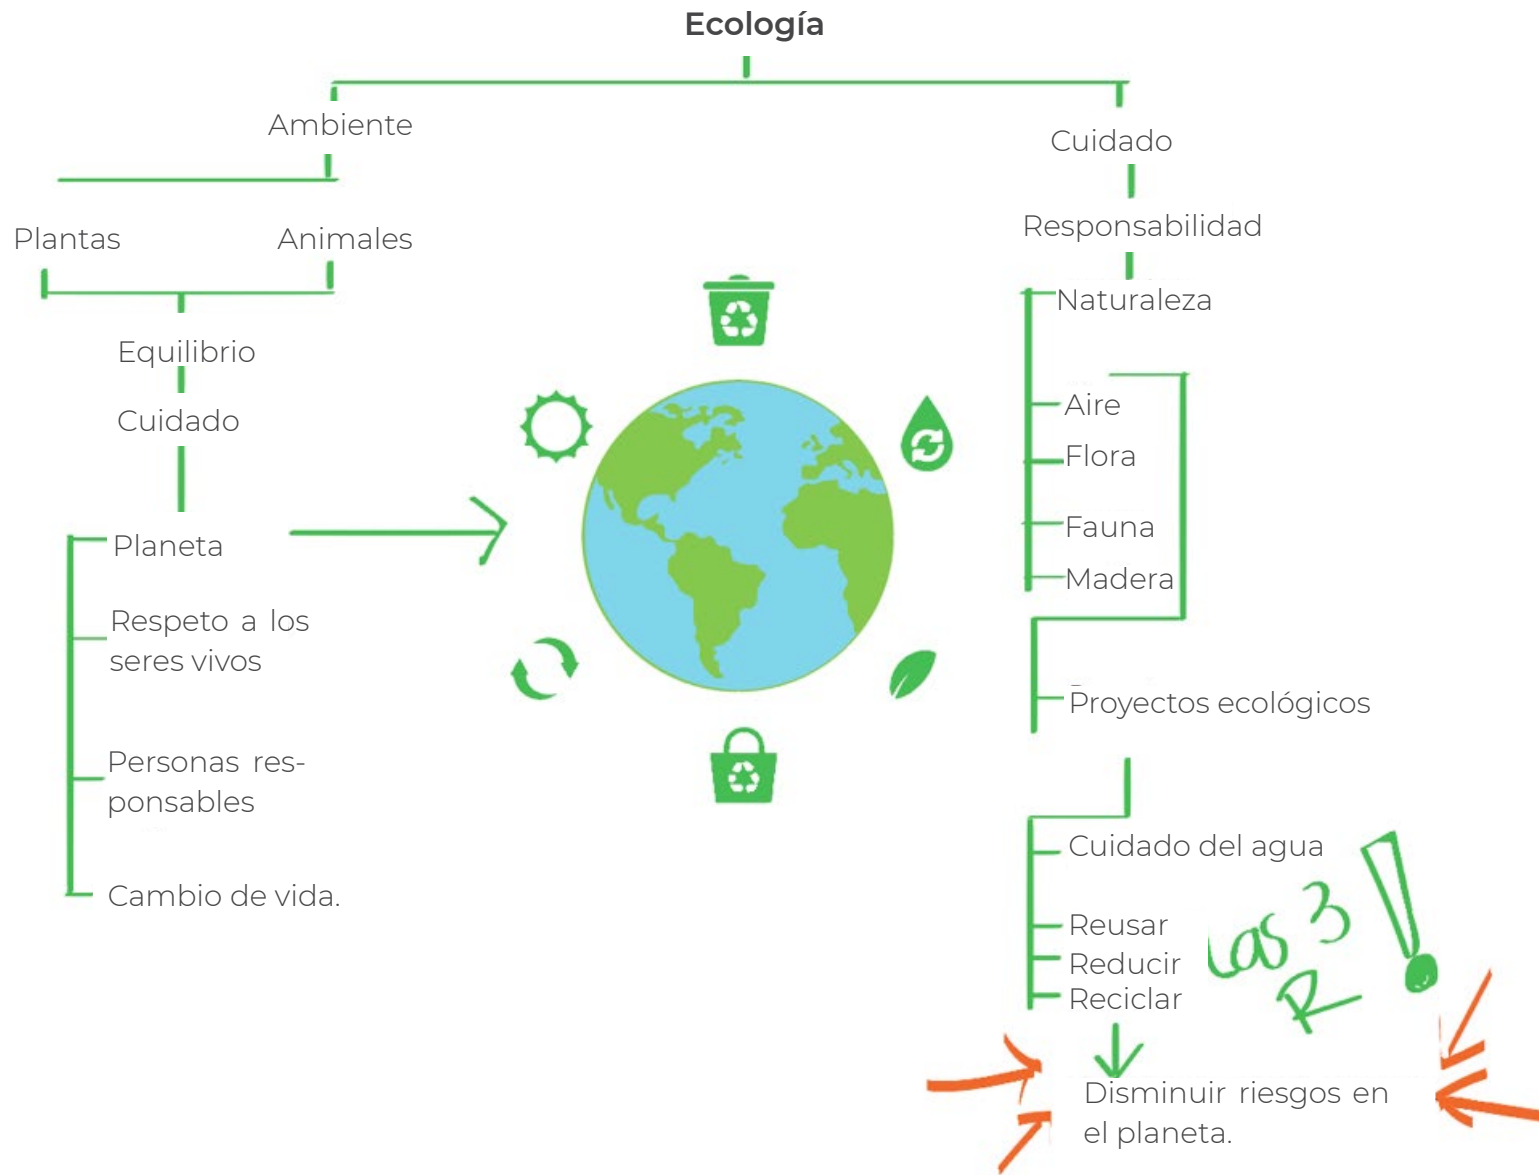 Ecología
Ambiente
Plantas
Animales
Equilibrio
Cuidado
Planeta
Respeto a los
seres vivos
Personas res-
ponsables
Cambio de vida.
Cuidado
Responsabilidad
Naturaleza
Aire
Flora
Fauna
Madera
Proyectos ecológicos
Cuidado del agua
Reusar
Reducir
Reciclar
Las 3
R !
Disminuir riesgos en
el planeta.